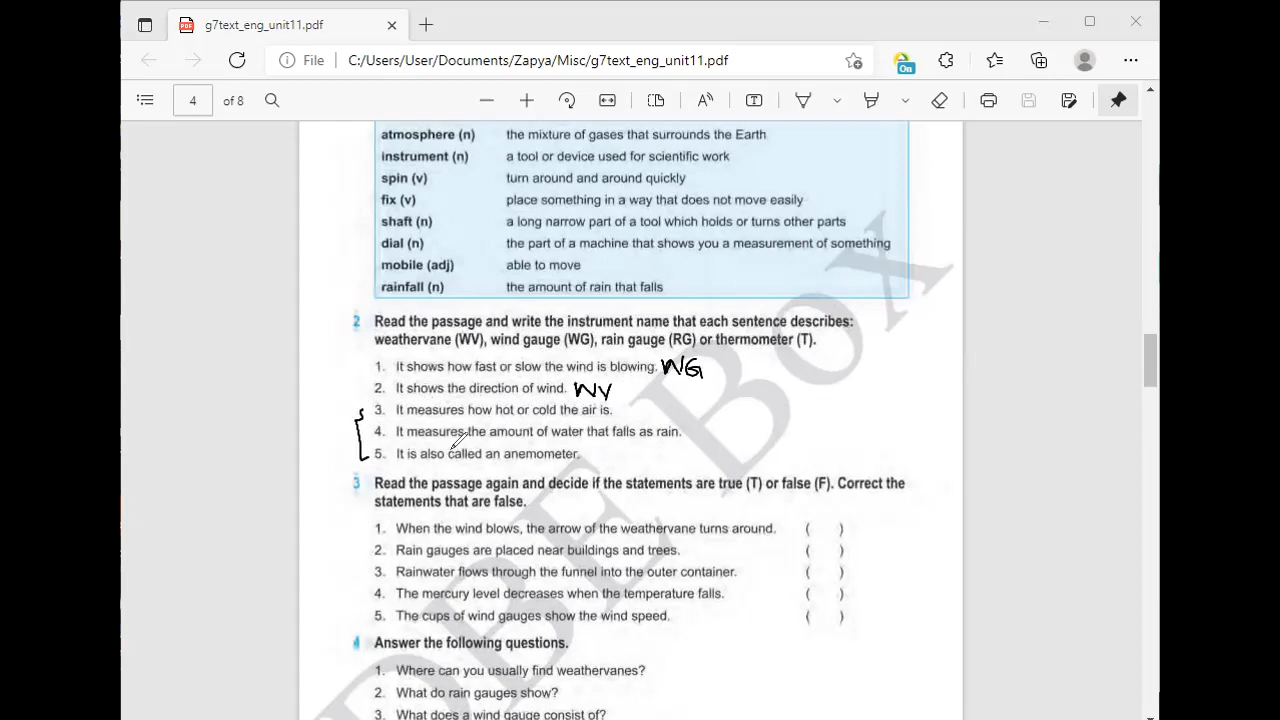 g7text_eng_unit11.pdf
File C:/Users/User/Documents/Zapya/Misc/g7text_eng_unit11.pdf On
4 of 8
atmosphere (n) the mixture of gases that surrounds the Earth
instrument (n) a tool or device used for scientific work
spin (v) turn around and around quickly
fix (v) place something in a way that does not move easily
shaft (n) a long narrow part of a tool which holds or turns other parts
dial (n) the part of a machine that shows you a measurement of something
mobile (adj) able to move
rainfall (n) the amount of rain that falls
2 Read the passage and write the instrument name that each sentence describes:
weathervane (WV), wind gauge (WG), rain gauge (RG) or thermometer (T).
1. It shows how fast or slow the wind is blowing. WG
2. It shows the direction of wind. WV
3. It measures how hot or cold the air is.
4. It measures the amount of water that falls as rain.
5. It is also called an anemometer.
3 Read the passage again and decide if the statements are true (T) or false (F). Correct the
statements that are false.
1. When the wind blows, the arrow of the weathervane turns around. ( )
2. Rain gauges are placed near buildings and trees. ( )
3. Rainwater flows through the funnel into the outer container. ( )
4. The mercury level decreases when the temperature falls. ( )
5. The cups of wind gauges show the wind speed. ( )
4 Answer the following questions.
1. Where can you usually find weathervanes?
2. What do rain gauges show?
3. What does a wind gauge consist of?